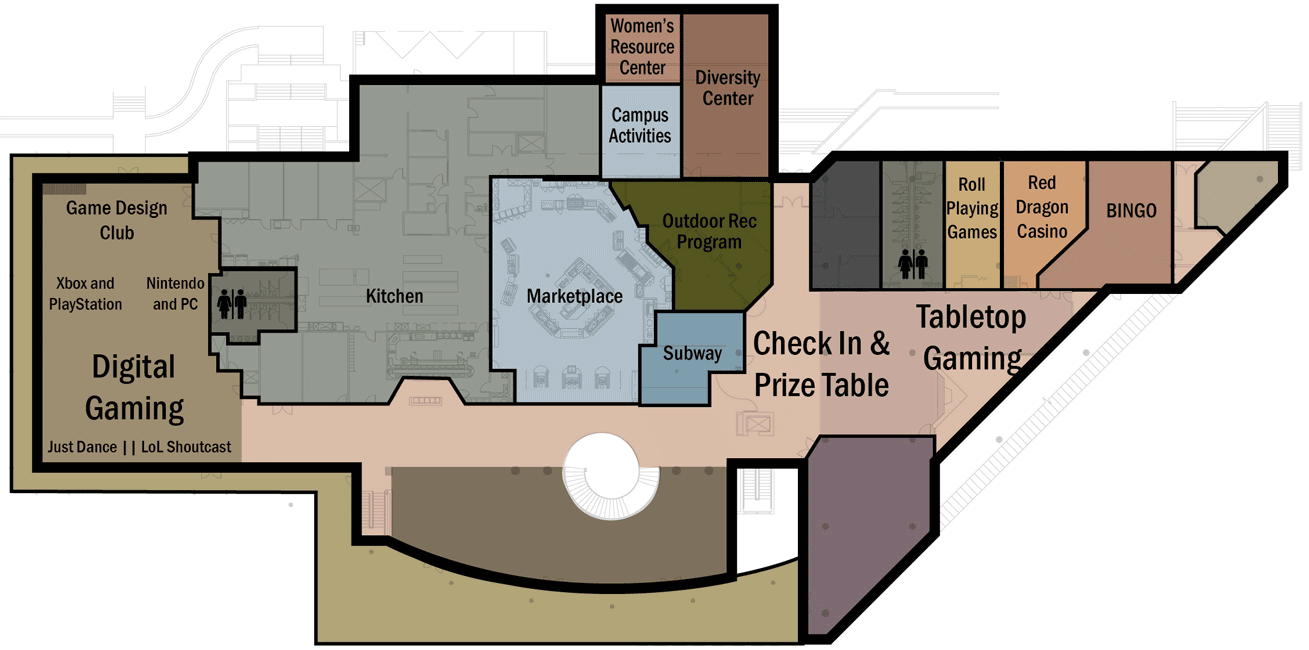 Women's
Resource
Center
Diversity
Center
Campus
Activities
Outdoor Rec
Program
Roll
Playing
Games
Red
Dragon
Casino
BINGO
Game Design
Club
Xbox and
PlayStation
Nintendo
and PC
Kitchen
Marketplace
Subway
Check In &
Prize Table
Tabletop
Gaming
Digital
Gaming
Just Dance || LoL Shoutcast